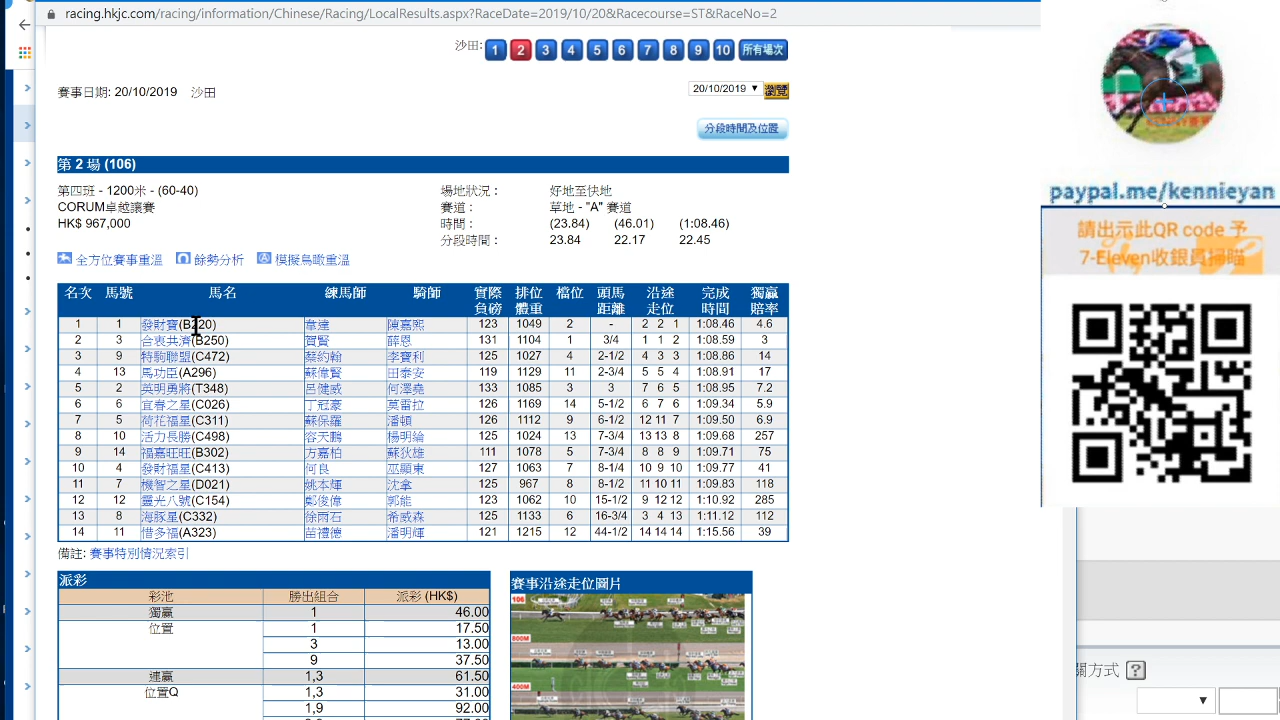 racing.hkjc.com/racing/information/Chinese/Racing/LocalResults.aspx?RaceDate=2019/10/20&Racecourse=ST&RaceNo=2
沙田: 1 2 3 4 5 6 7 8 9 10 所有場次
賽事日期: 20/10/2019 沙田
20/10/2019 ▼ 瀏覽
分段時間及位置
第 2 場 (106)
第四班 - 1200米 - (60-40) 場地狀況 : 好地至快地
CORUM卓越讓賽 賽道 : 草地 - "A" 賽道
HK$ 967,000 時間 : (23.84) (46.01) (1:08.46)
分段時間 : 23.84 22.17 22.45
全方位賽事重溫 餘勢分析 模擬鳥瞰重溫
名次 馬號 馬名 練馬師 騎師 實際負磅 排位體重 檔位 頭馬距離 沿途走位 完成時間 獨贏賠率
1 1 發財寶(B220) 韋達 陳嘉熙 123 1049 2 - 2 2 1 1:08.46 4.6
2 3 合衷共濟(B250) 賀賢 薛恩 131 1104 1 3/4 1 1 2 1:08.59 3
3 9 特駒聯盟(C472) 蔡約翰 李寶利 125 1027 4 2-1/2 4 3 3 1:08.86 14
4 13 馬功臣(A296) 蘇偉賢 田泰安 119 1129 11 2-3/4 5 5 4 1:08.91 17
5 2 英明勇將(T348) 呂健威 何澤堯 133 1085 3 3 7 6 5 1:08.95 7.2
6 6 宜春之星(C026) 丁冠豪 莫雷拉 126 1169 14 5-1/2 6 7 6 1:09.34 5.9
7 5 荷花福星(C311) 蘇保羅 潘頓 126 1112 9 6-1/2 12 11 7 1:09.50 6.9
8 10 活力長勝(C498) 容天鵬 楊明綸 125 1024 13 7-3/4 13 13 8 1:09.68 257
9 14 福嘉旺旺(B302) 方嘉柏 蘇狄雄 111 1078 5 7-3/4 8 8 9 1:09.71 75
10 4 發財福星(C413) 何良 巫顯東 127 1063 7 8-1/4 10 9 10 1:09.77 41
11 7 機智之星(D021) 姚本輝 沈拿 125 967 8 8-1/2 11 10 11 1:09.83 118
12 12 靈光八號(C154) 鄭俊偉 郭能 123 1062 10 15-1/2 9 12 12 1:10.92 285
13 8 海豚星(C332) 徐雨石 希威森 125 1133 6 16-3/4 3 4 13 1:11.12 112
14 11 惜多福(A323) 苗禮德 潘明輝 121 1215 12 44-1/2 14 14 14 1:15.56 39
備註: 賽事特別情況索引
派彩
彩池 勝出組合 派彩 (HK$)
獨贏 1 46.00
位置 1 17.50
3 13.00
9 37.50
連贏 1,3 61.50
位置Q 1,3 31.00
1,9 92.00
賽事沿途走位圖片
106
800M
400M
paypal.me/kennieyan
請出示此QR code 予
7-Eleven收銀員掃瞄
關方式 ?